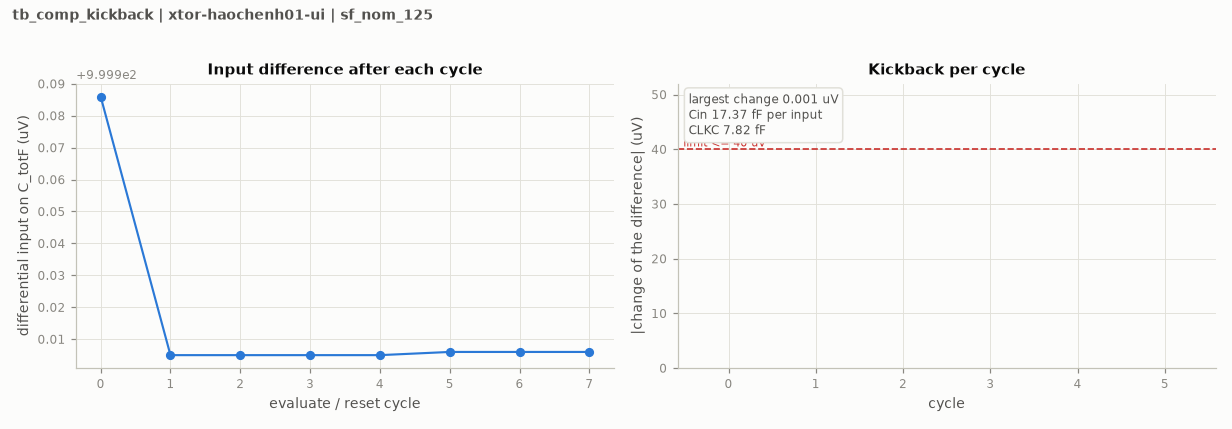 tb_comp_kickback | xtor-haochenh01-ui | sf_nom_125
Input difference after each cycle
+9.999e2
0.09
0.08
0.07
0.06
0.05
0.04
0.03
0.02
0.01
differential input on C_totF (uV)
0 1 2 3 4 5 6 7
evaluate / reset cycle
Kickback per cycle
largest change 0.001 uV
Cin 17.37 fF per input
CLKC 7.82 fF
50
40
30
20
10
0
|change of the difference| (uV)
0 1 2 3 4 5
cycle